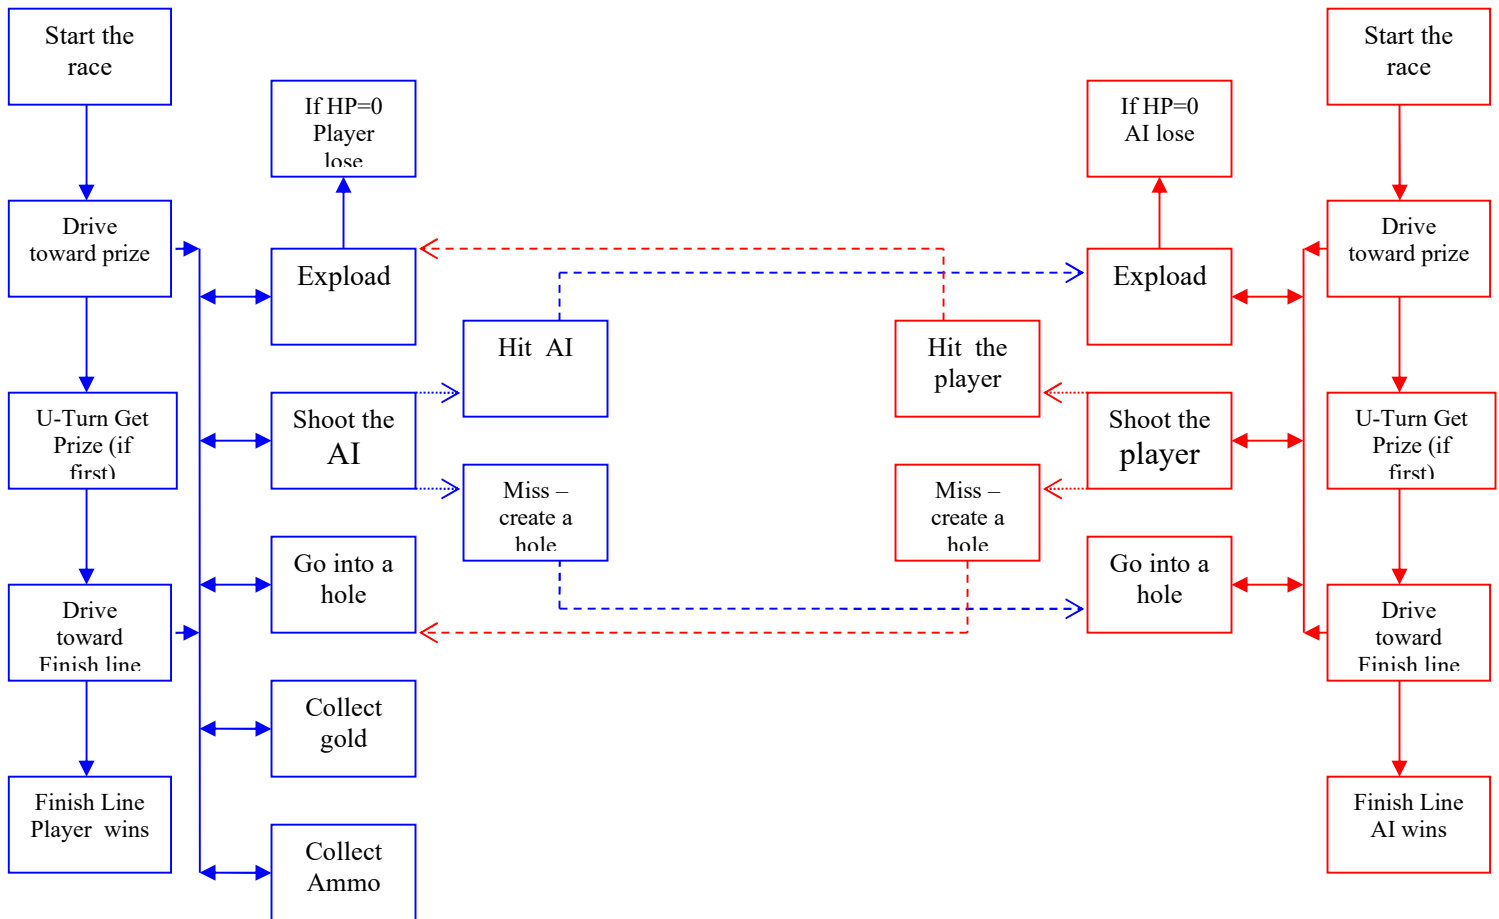 Start the
race
If HP=0
Player
lose
Drive
toward prize
Expload
Hit AI
U-Turn Get
Prize (if
first)
Shoot the
AI
Miss –
create a
hole
Go into a
hole
Drive
toward
Finish line
Collect
gold
Finish Line
Player wins
Collect
Ammo
Start the
race
If HP=0
AI lose
Drive
toward prize
Expload
Hit the
player
U-Turn Get
Prize (if
first)
Shoot the
player
Miss –
create a
hole
Go into a
hole
Drive
toward
Finish line
Finish Line
AI wins